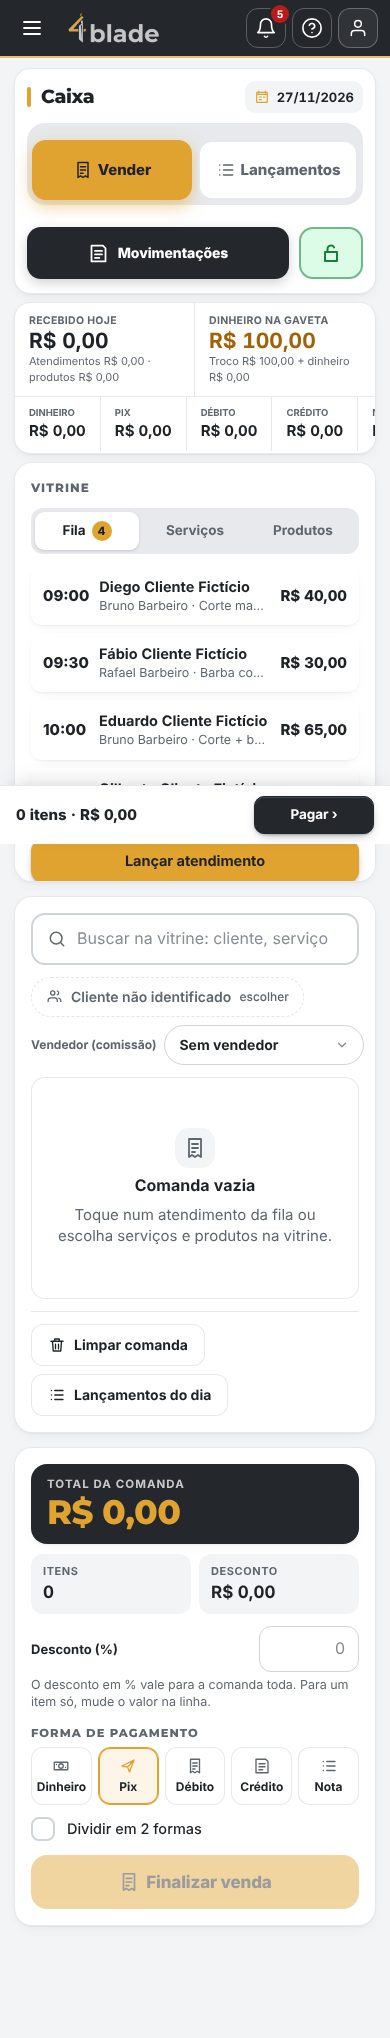 4blade
5
Caixa
27/11/2026
Vender
Lançamentos
Movimentações
RECEBIDO HOJE
R$ 0,00
Atendimentos R$ 0,00 ·
produtos R$ 0,00
DINHEIRO NA GAVETA
R$ 100,00
Troco R$ 100,00 + dinheiro
R$ 0,00
DINHEIRO
R$ 0,00
PIX
R$ 0,00
DÉBITO
R$ 0,00
CRÉDITO
R$ 0,00
VITRINE
Fila 4
Serviços
Produtos
09:00
Diego Cliente Fictício
Bruno Barbeiro · Corte ma...
R$ 40,00
09:30
Fábio Cliente Fictício
Rafael Barbeiro · Barba co...
R$ 30,00
10:00
Eduardo Cliente Fictício
Bruno Barbeiro · Corte + b...
R$ 65,00
0 itens · R$ 0,00
Pagar ›
Lançar atendimento
Buscar na vitrine: cliente, serviço
Cliente não identificado escolher
Vendedor (comissão)
Sem vendedor
Comanda vazia
Toque num atendimento da fila ou
escolha serviços e produtos na vitrine.
Limpar comanda
Lançamentos do dia
TOTAL DA COMANDA
R$ 0,00
ITENS
0
DESCONTO
R$ 0,00
Desconto (%)
0
O desconto em % vale para a comanda toda. Para um
item só, mude o valor na linha.
FORMA DE PAGAMENTO
Dinheiro
Pix
Débito
Crédito
Nota
Dividir em 2 formas
Finalizar venda